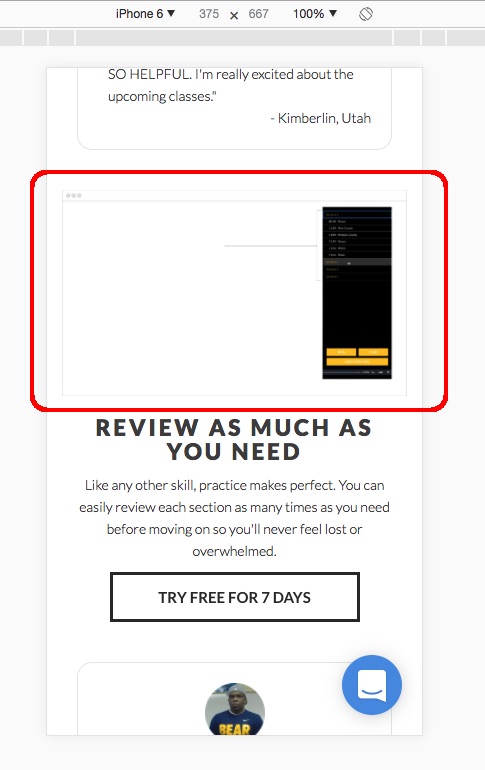 iPhone 6 ▼ 375 × 667 100% ▼
SO HELPFUL. I'm really excited about the
upcoming classes."
- Kimberlin, Utah
REVIEW AS MUCH AS
YOU NEED
Like any other skill, practice makes perfect. You can
easily review each section as many times as you need
before moving on so you'll never feel lost or
overwhelmed.
TRY FREE FOR 7 DAYS
BEAR